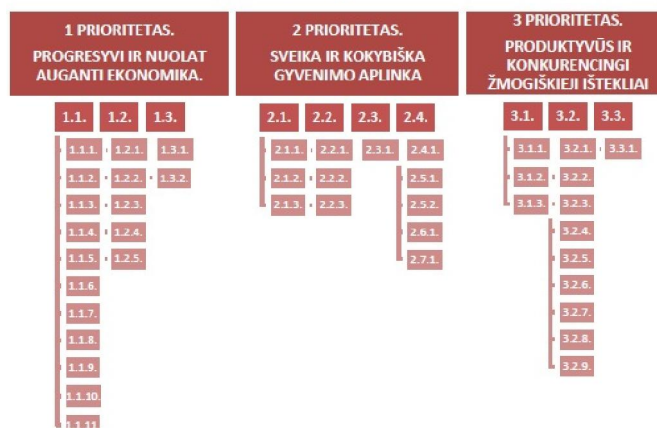 1 PRIORITETAS.
PROGRESYVI IR NUOLAT
AUGANTI EKONOMIKA.
2 PRIORITETAS.
SVEIKA IR KOKYBIŠKA
GYVENIMO APLINKA
3 PRIORITETAS.
PRODUKTYVŪS IR
KONKURENCINGI
ŽMOGIŠKIEJI IŠTEKLIAI
1.1. 1.2. 1.3.
1.1.1. 1.2.1. 1.3.1.
1.1.2. 1.2.2. 1.3.2.
1.1.3. 1.2.3.
1.1.4. 1.2.4.
1.1.5. 1.2.5.
1.1.6.
1.1.7.
1.1.8.
1.1.9.
1.1.10.
1.1.11.
2.1. 2.2. 2.3. 2.4.
2.1.1. 2.2.1. 2.3.1. 2.4.1.
2.1.2. 2.2.2. 2.5.1.
2.1.3. 2.2.3. 2.5.2.
2.6.1.
2.7.1.
3.1. 3.2. 3.3.
3.1.1. 3.2.1. 3.3.1.
3.1.2. 3.2.2.
3.1.3. 3.2.3.
3.2.4.
3.2.5.
3.2.6.
3.2.7.
3.2.8.
3.2.9.